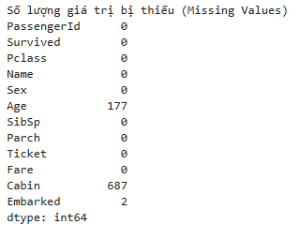 Số lượng giá trị bị thiếu (Missing Values)
PassengerId 0
Survived 0
Pclass 0
Name 0
Sex 0
Age 177
SibSp 0
Parch 0
Ticket 0
Fare 0
Cabin 687
Embarked 2
dtype: int64